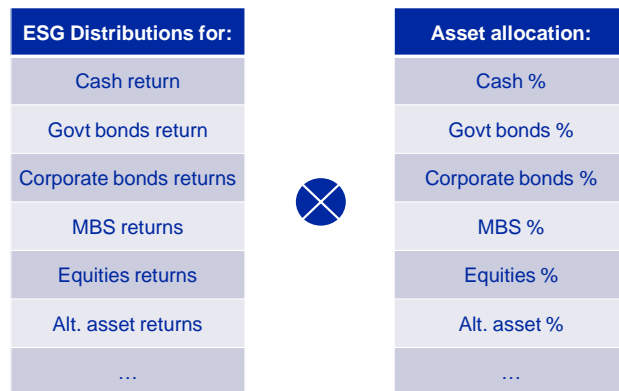 ESG Distributions for:
Cash return
Govt bonds return
Corporate bonds returns
MBS returns
Equities returns
Alt. asset returns
…
Asset allocation:
Cash %
Govt bonds %
Corporate bonds %
MBS %
Equities %
Alt. asset %
…